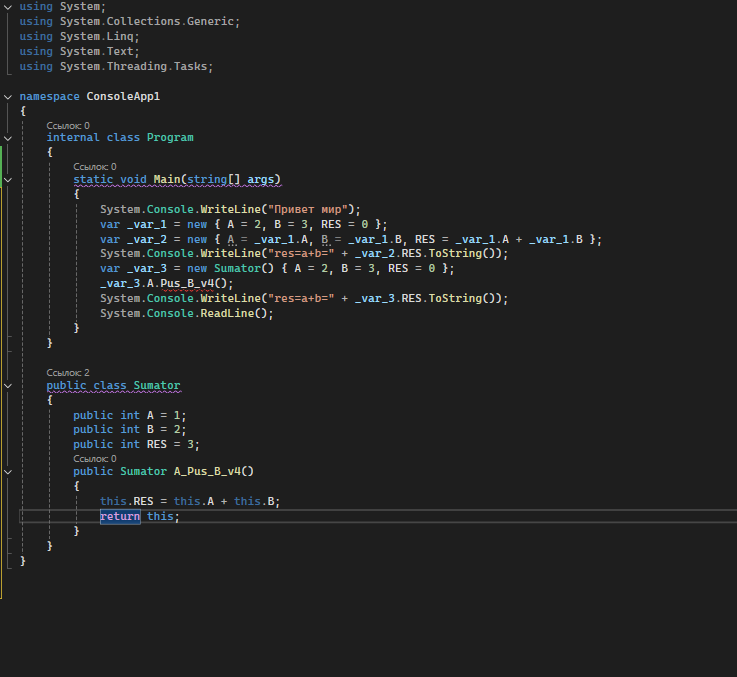 using System;
using System.Collections.Generic;
using System.Linq;
using System.Text;
using System.Threading.Tasks;
namespace ConsoleApp1
{
Ссылок: 0
internal class Program
{
Ссылок: 0
static void Main(string[] args)
{
System.Console.WriteLine("Привет мир");
var _var_1 = new { A = 2, B = 3, RES = 0 };
var _var_2 = new { A = _var_1.A, B = _var_1.B, RES = _var_1.A + _var_1.B };
System.Console.WriteLine("res=a+b=" + _var_2.RES.ToString());
var _var_3 = new Sumator() { A = 2, B = 3, RES = 0 };
_var_3.A.Pus_B_v4();
System.Console.WriteLine("res=a+b=" + _var_3.RES.ToString());
System.Console.ReadLine();
}
}
Ссылок: 2
public class Sumator
{
public int A = 1;
public int B = 2;
public int RES = 3;
Ссылок: 0
public Sumator A_Pus_B_v4()
{
this.RES = this.A + this.B;
return this;
}
}
}